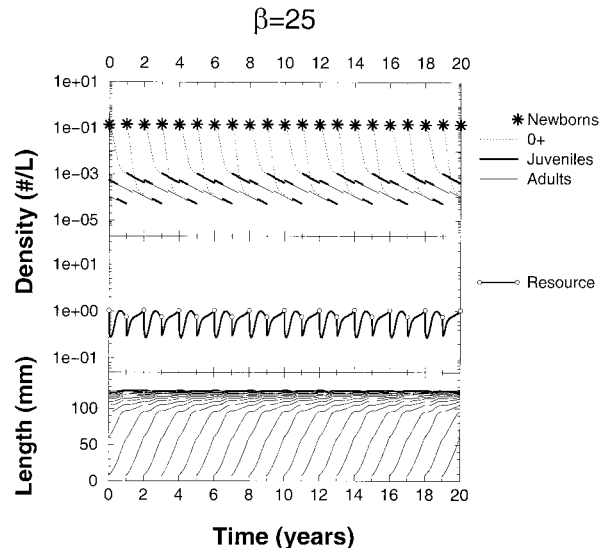 β=25
0 2 4 6 8 10 12 14 16 18 20
1e+01
1e-01
1e-03
1e-05
Density (#/L)
Newborns
0+
Juveniles
Adults
1e+01
1e+00
1e-01
Resource
Length (mm)
100
50
0
0 2 4 6 8 10 12 14 16 18 20
Time (years)